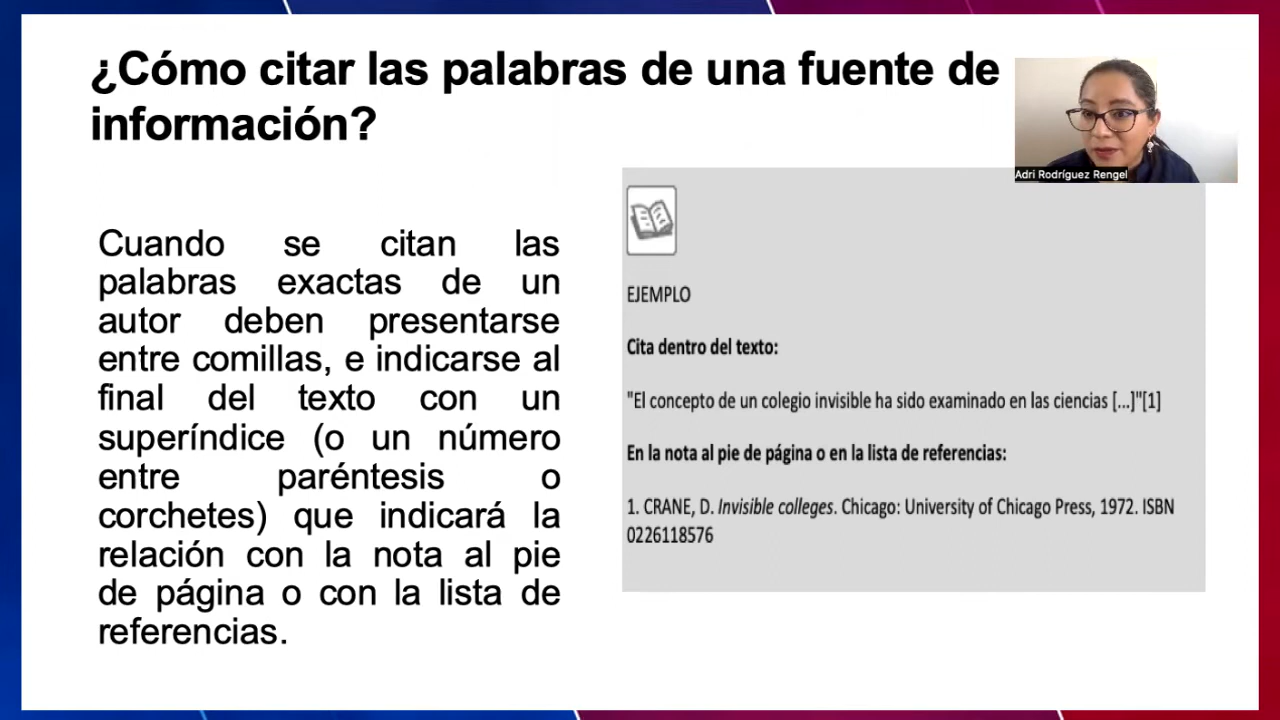 ¿Cómo citar las palabras de una fuente de
información?
Adri Rodríguez Rengel
Cuando se citan las
palabras exactas de un
autor deben presentarse
entre comillas, e indicarse al
final del texto con un
superíndice (o un número
entre paréntesis o
corchetes) que indicará la
relación con la nota al pie
de página o con la lista de
referencias.
EJEMPLO
Cita dentro del texto:
"El concepto de un colegio invisible ha sido examinado en las ciencias [...]"[1]
En la nota al pie de página o en la lista de referencias:
1. CRANE, D. Invisible colleges. Chicago: University of Chicago Press, 1972. ISBN
0226118576